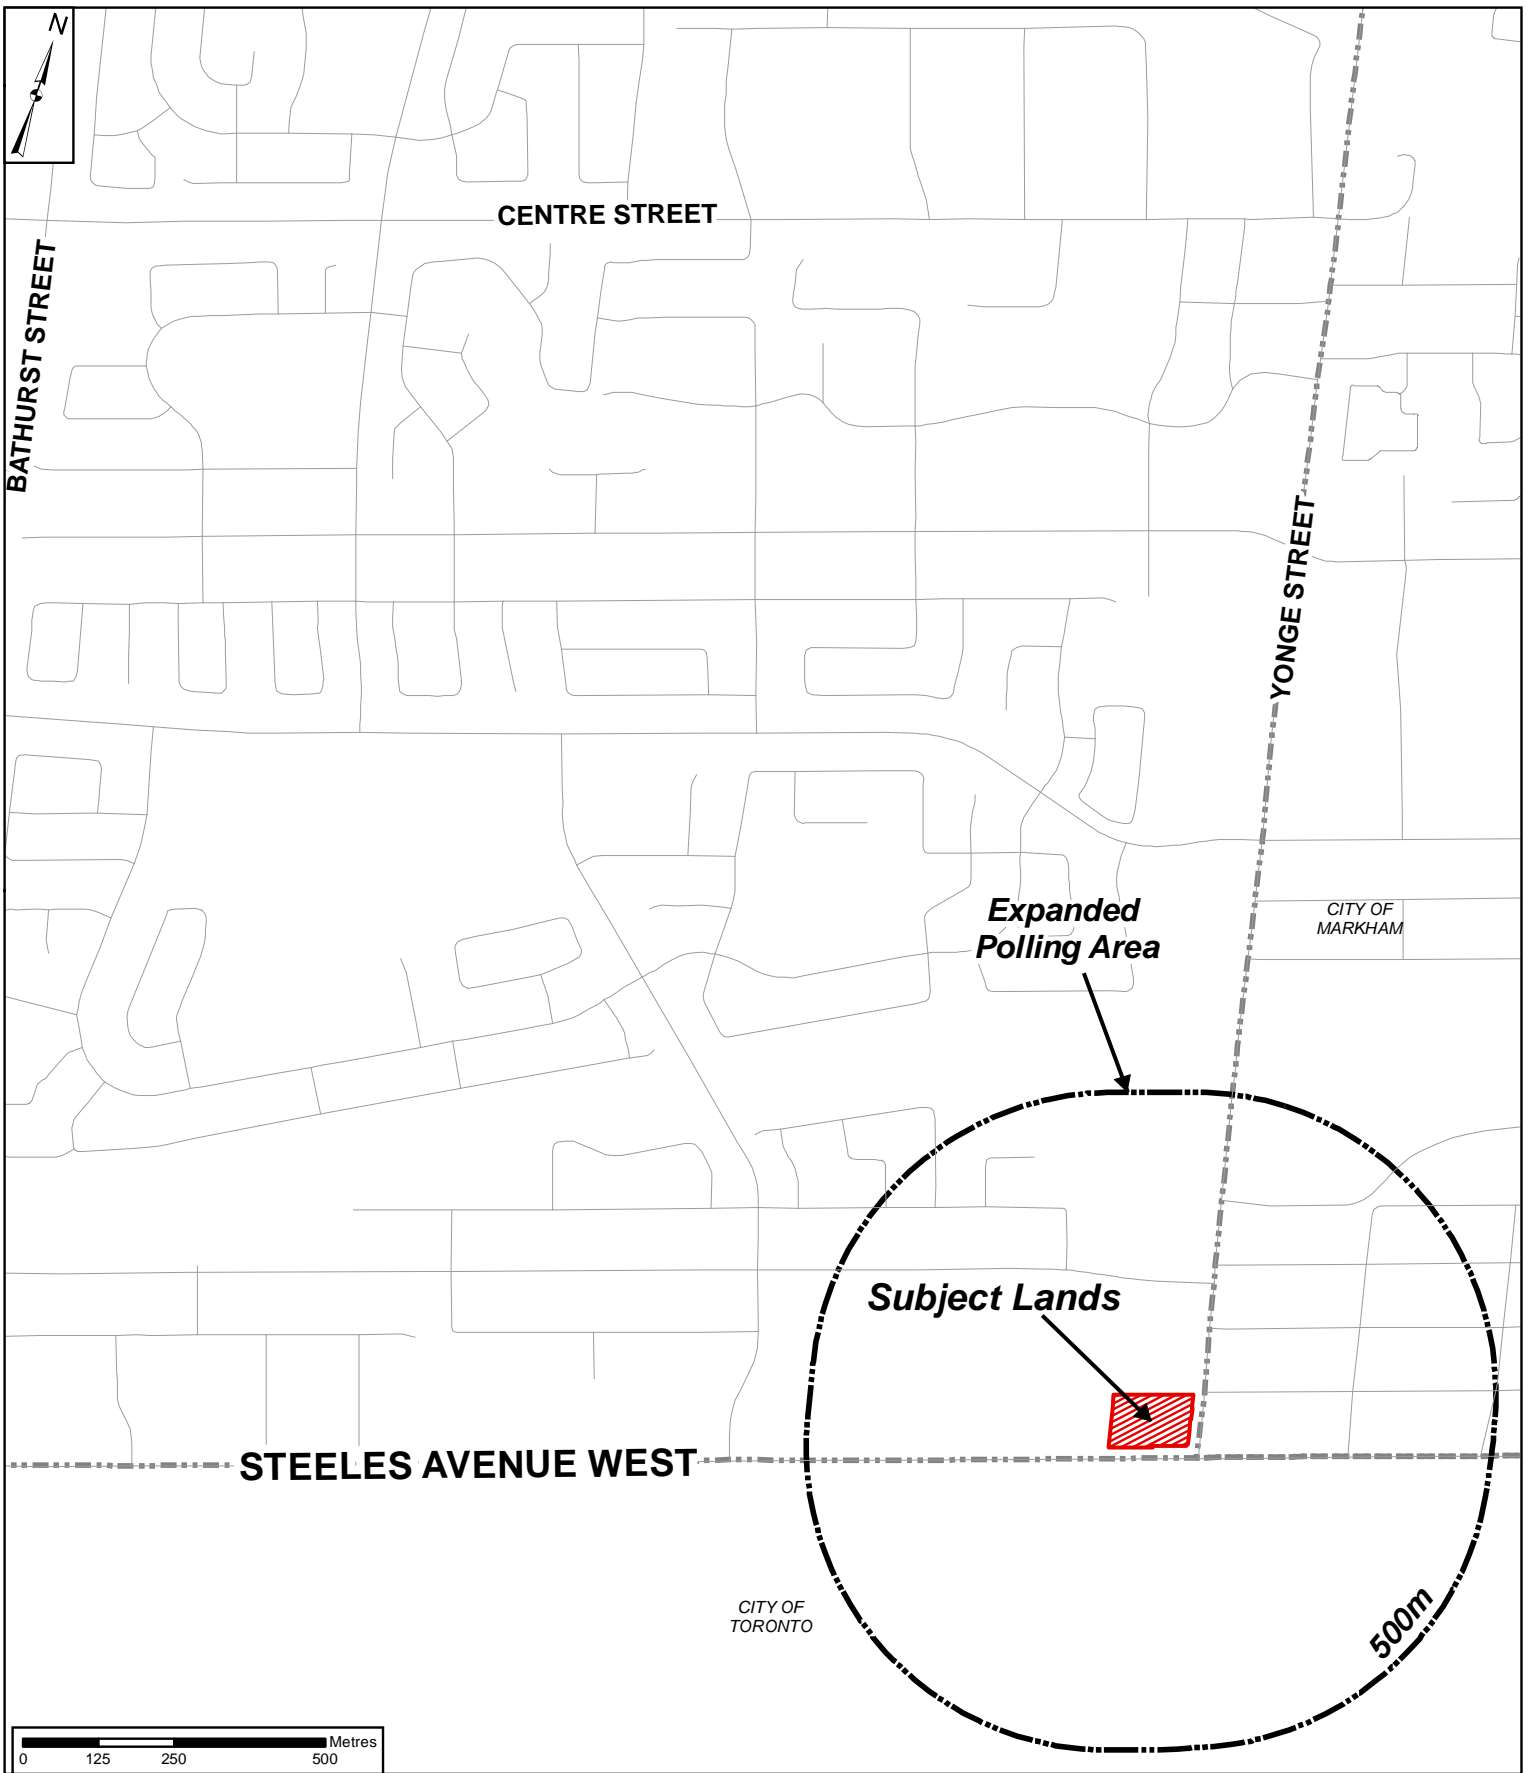 N
CENTRE STREET
BATHURST STREET
YONGE STREET
Expanded
Polling Area
CITY OF
MARKHAM
Subject Lands
STEELES AVENUE WEST
CITY OF
TORONTO
500m
Metres
0 125 250 500